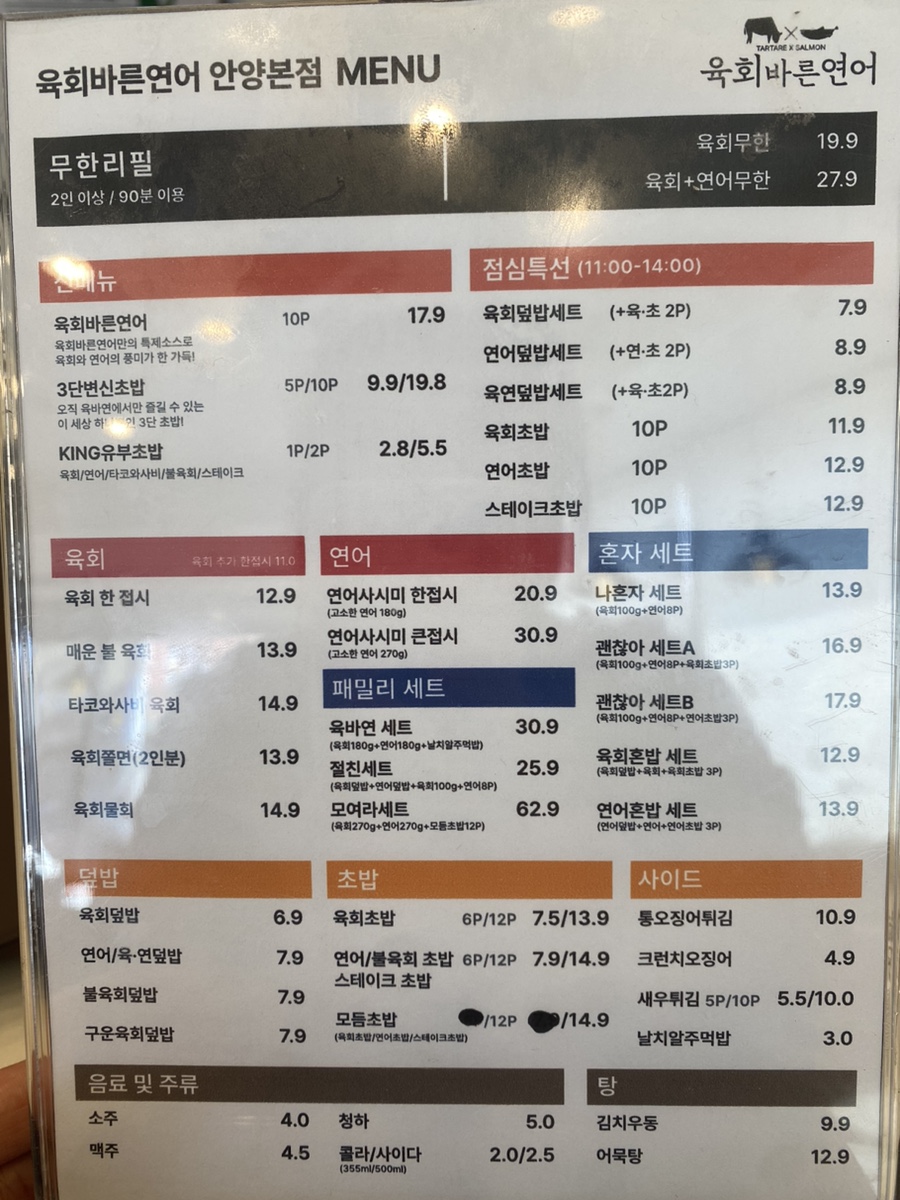 육회바른연어 안양본점 MENU
TARTARE X SALMON
육회바른연어
무한리필
2인 이상 / 90분 이용
육회무한 19.9
육회+연어무한 27.9
신메뉴
육회바른연어 10P 17.9
육회바른연어만의 특제소스로
육회와 연어의 풍미가 한 가득!
3단변신초밥 5P/10P 9.9/19.8
오직 육바연에서만 즐길 수 있는
이 세상 3단 초밥!
KING유부초밥 1P/2P 2.8/5.5
육회/연어/타코와사비/불육회/스테이크
점심특선 (11:00-14:00)
육회덮밥세트 (+육·초 2P) 7.9
연어덮밥세트 (+연·초 2P) 8.9
육연덮밥세트 (+육·초2P) 8.9
육회초밥 10P 11.9
연어초밥 10P 12.9
스테이크초밥 10P 12.9
육회 육회 추가 한접시 11.0
육회 한 접시 12.9
매운 불 육회 13.9
타코와사비 육회 14.9
육회쫄면(2인분) 13.9
육회물회 14.9
연어
연어사시미 한접시 20.9
(고소한 연어 180g)
연어사시미 큰접시 30.9
(고소한 연어 270g)
패밀리 세트
육바연 세트 30.9
(육회180g+연어180g+날치알주먹밥)
절친세트 25.9
(육회덮밥+연어덮밥+육회100g+연어8P)
모여라세트 62.9
(육회270g+연어270g+모듬초밥12P)
혼자 세트
나혼자 세트 13.9
(육회100g+연어8P)
괜찮아 세트A 16.9
(육회100g+연어8P+육회초밥3P)
괜찮아 세트B 17.9
(육회100g+연어8P+연어초밥3P)
육회혼밥 세트 12.9
(육회덮밥+육회+육회초밥 3P)
연어혼밥 세트 13.9
(연어덮밥+연어+연어초밥 3P)
덮밥
육회덮밥 6.9
연어/육·연덮밥 7.9
불육회덮밥 7.9
구운육회덮밥 7.9
초밥
육회초밥 6P/12P 7.5/13.9
연어/불육회 초밥 6P/12P 7.9/14.9
스테이크 초밥
모듬초밥 /12P /14.9
(육회초밥/연어초밥/스테이크초밥)
사이드
통오징어튀김 10.9
크런치오징어 4.9
새우튀김 5P/10P 5.5/10.0
날치알주먹밥 3.0
음료 및 주류
소주 4.0
맥주 4.5
청하 5.0
콜라/사이다 2.0/2.5
(355ml/500ml)
탕
김치우동 9.9
어묵탕 12.9